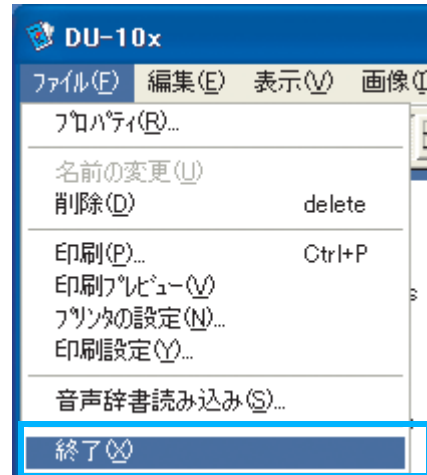 DU-10x
ファイル(F) 編集(E) 表示(V) 画像(I
プロパティ(R)...
名前の変更(U)
削除(D) delete
印刷(P)... Ctrl+P
印刷プレビュー(V)
プリンタの設定(N)...
印刷設定(Y)...
音声辞書読み込み(S)...
s
終了(X)